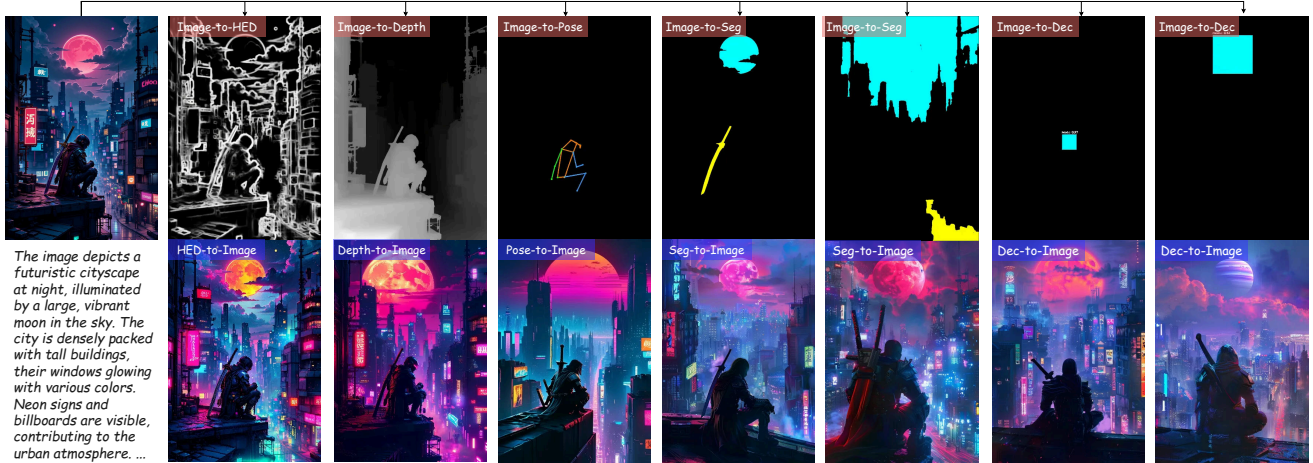 Image-to-HED
Image-to-Depth
Image-to-Pose
Image-to-Seg
Image-to-Seg
Image-to-Dec
Image-to-Dec
The image depicts a
futuristic cityscape
at night, illuminated
by a large, vibrant
moon in the sky. The
city is densely packed
with tall buildings,
their windows glowing
with various colors.
Neon signs and
billboards are visible,
contributing to the
urban atmosphere. ...
HED-to-Image
Depth-to-Image
Pose-to-Image
Seg-to-Image
Seg-to-Image
Dec-to-Image
Dec-to-Image